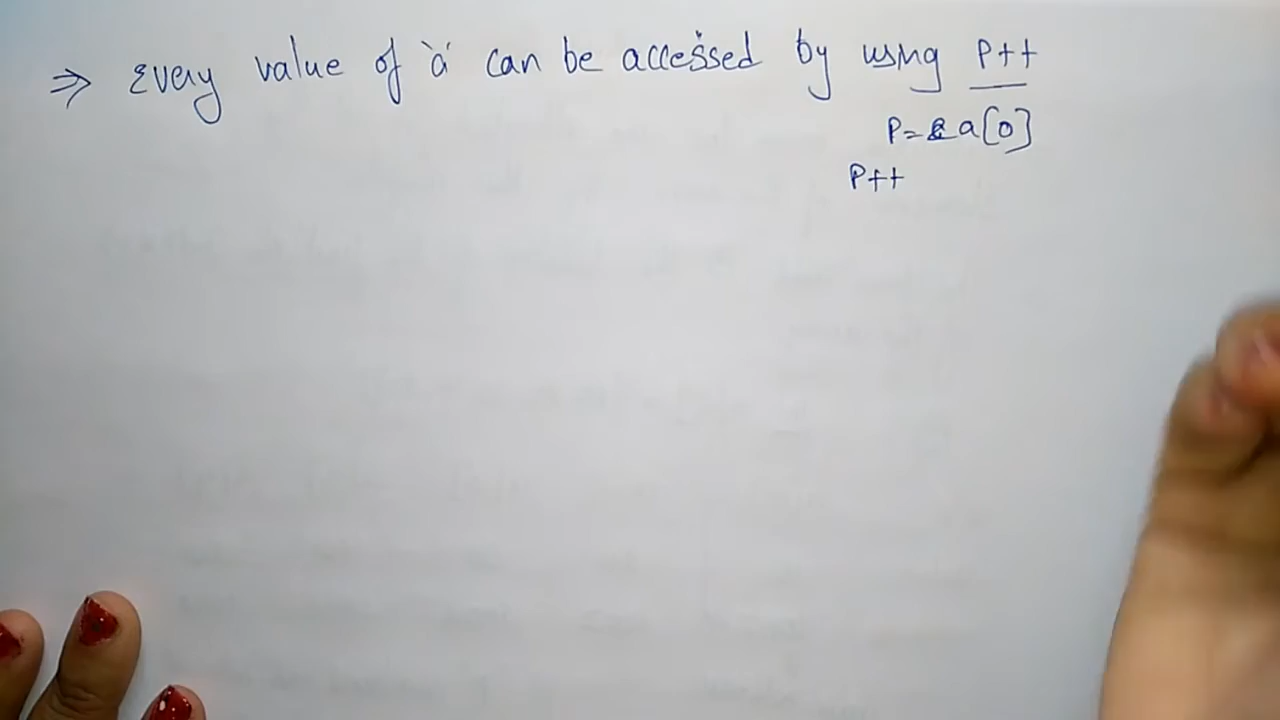 ⇒ Every value of `a' can be accessed by using P++
P=&a[0]
P++